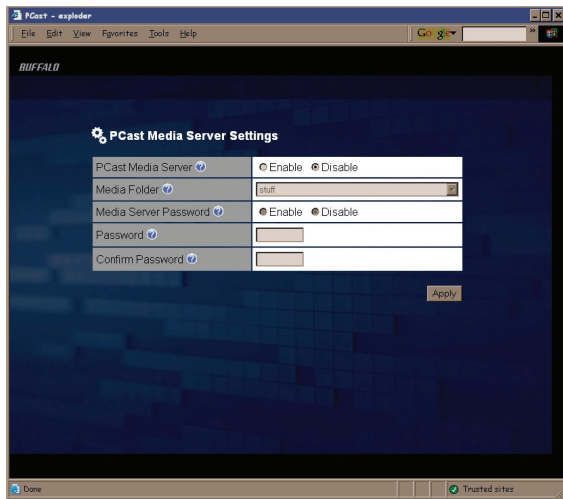 PCast - exploder
File Edit View Favorites Tools Help
Google
»
BUFFALO
PCast Media Server Settings
PCast Media Server ? Enable Disable
Media Folder ? stuff
Media Server Password ? Enable Disable
Password ?
Confirm Password ?
Apply
Done
Trusted sites